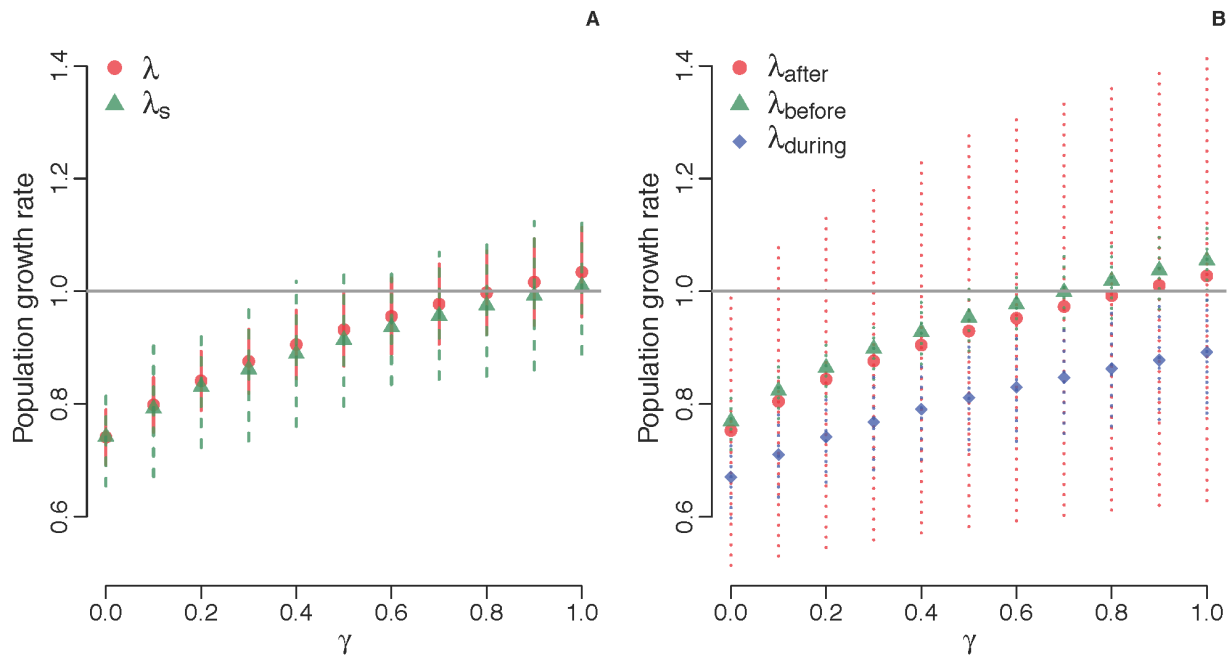 A
λ
λs
Population growth rate
1.4
1.2
1.0
0.8
0.6
0.0 0.2 0.4 0.6 0.8 1.0
γ
B
λafter
λbefore
λduring
Population growth rate
1.4
1.2
1.0
0.8
0.6
0.0 0.2 0.4 0.6 0.8 1.0
γ